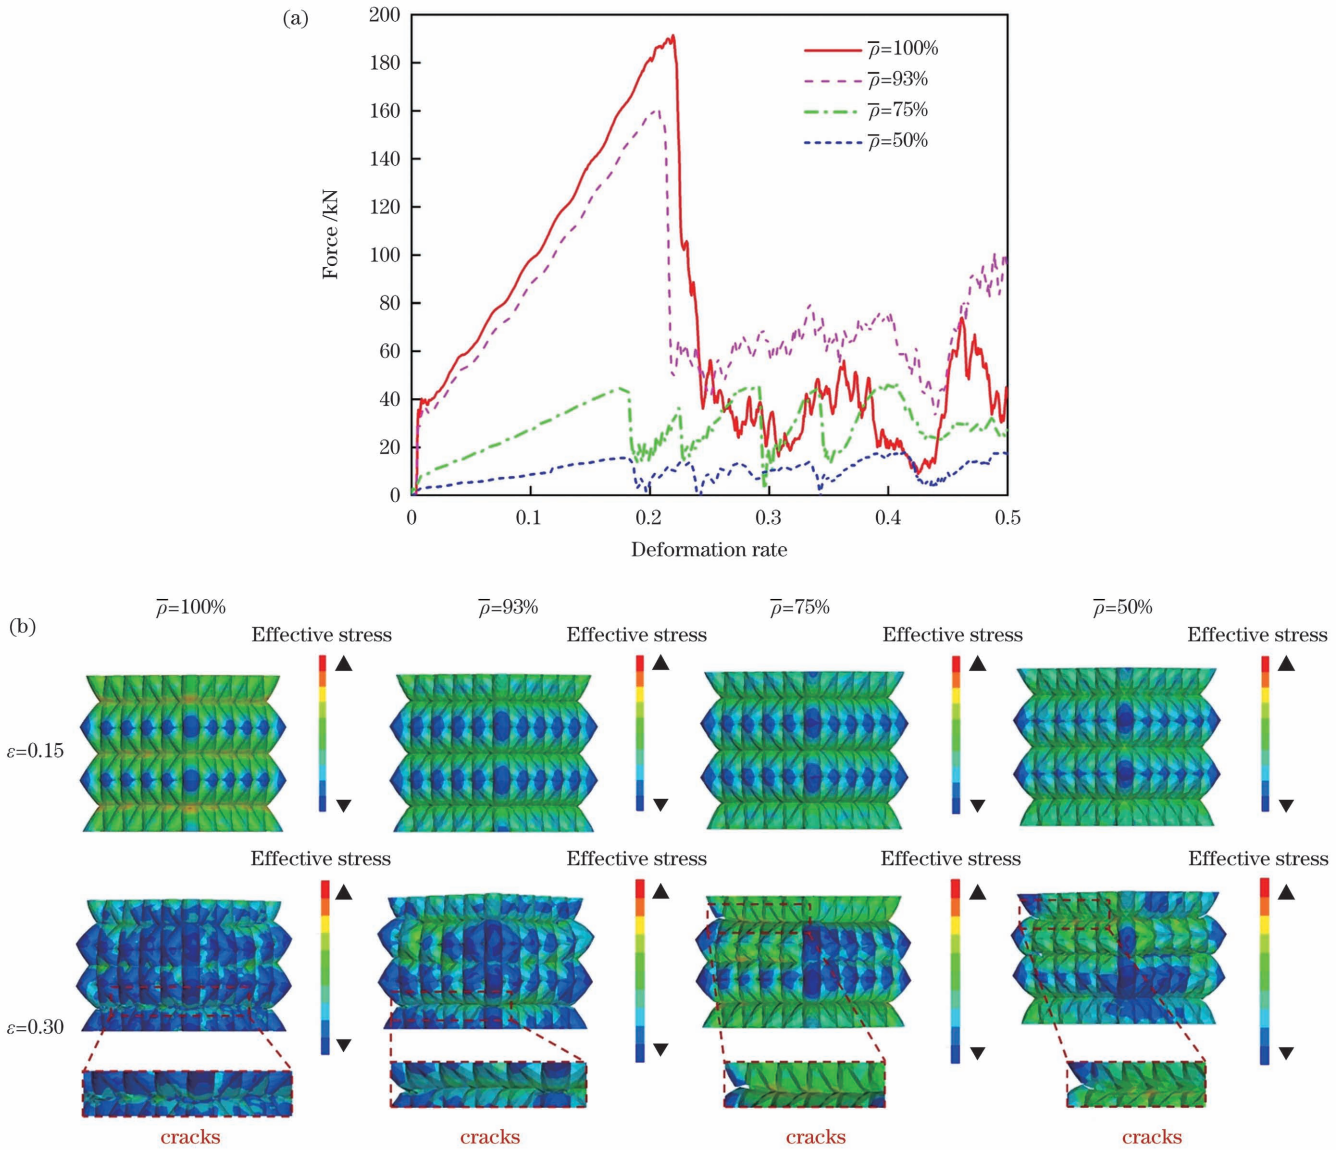 (a)
200
180
160
140
120
100
80
60
40
20
0
Force /kN
ρ̅=100%
ρ̅=93%
ρ̅=75%
ρ̅=50%
0 0.1 0.2 0.3 0.4 0.5
Deformation rate
(b)
ρ̅=100% ρ̅=93% ρ̅=75% ρ̅=50%
Effective stress Effective stress Effective stress Effective stress
ε=0.15
Effective stress Effective stress Effective stress Effective stress
ε=0.30
cracks cracks cracks cracks